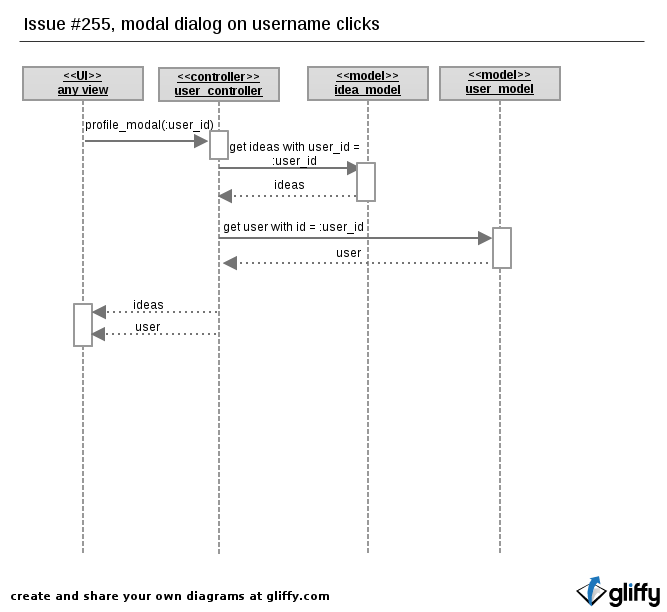 Issue #255, modal dialog on username clicks
<<UI>>
any view
<<controller>>
user_controller
<<model>>
idea_model
<<model>>
user_model
profile_modal(:user_id)
get ideas with user_id =
:user_id
ideas
get user with id = :user_id
user
ideas
user
create and share your own diagrams at gliffy.com
gliffy